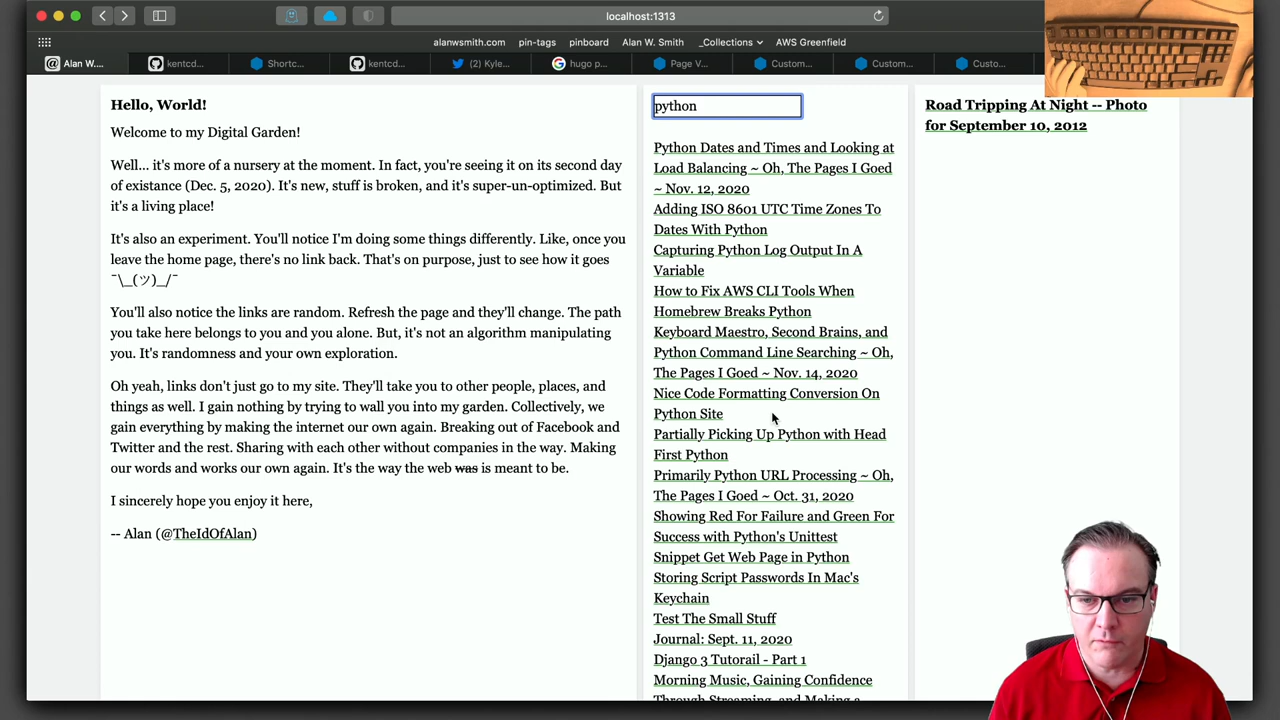 localhost:1313
alanwsmith.com pin-tags pinboard Alan W. Smith _Collections AWS Greenfield
@ Alan W.... kentcd... Shortc... kentcd... (2) Kyle... hugo p... Page V... Custom... Custom... Custo...
Hello, World!
Welcome to my Digital Garden!
Well... it's more of a nursery at the moment. In fact, you're seeing it on its second day
of existance (Dec. 5, 2020). It's new, stuff is broken, and it's super-un-optimized. But
it's a living place!
It's also an experiment. You'll notice I'm doing some things differently. Like, once you
leave the home page, there's no link back. That's on purpose, just to see how it goes
¯\_(ツ)_/¯
You'll also notice the links are random. Refresh the page and they'll change. The path
you take here belongs to you and you alone. But, it's not an algorithm manipulating
you. It's randomness and your own exploration.
Oh yeah, links don't just go to my site. They'll take you to other people, places, and
things as well. I gain nothing by trying to wall you into my garden. Collectively, we
gain everything by making the internet our own again. Breaking out of Facebook and
Twitter and the rest. Sharing with each other without companies in the way. Making
our words and works our own again. It's the way the web was is meant to be.
I sincerely hope you enjoy it here,
-- Alan (@TheIdOfAlan)
python
Python Dates and Times and Looking at
Load Balancing ~ Oh, The Pages I Goed
~ Nov. 12, 2020
Adding ISO 8601 UTC Time Zones To
Dates With Python
Capturing Python Log Output In A
Variable
How to Fix AWS CLI Tools When
Homebrew Breaks Python
Keyboard Maestro, Second Brains, and
Python Command Line Searching ~ Oh,
The Pages I Goed ~ Nov. 14, 2020
Nice Code Formatting Conversion On
Python Site
Partially Picking Up Python with Head
First Python
Primarily Python URL Processing ~ Oh,
The Pages I Goed ~ Oct. 31, 2020
Showing Red For Failure and Green For
Success with Python's Unittest
Snippet Get Web Page in Python
Storing Script Passwords In Mac's
Keychain
Test The Small Stuff
Journal: Sept. 11, 2020
Django 3 Tutorail - Part 1
Morning Music, Gaining Confidence
Through Streaming, and Making a
Road Tripping At Night -- Photo
for September 10, 2012